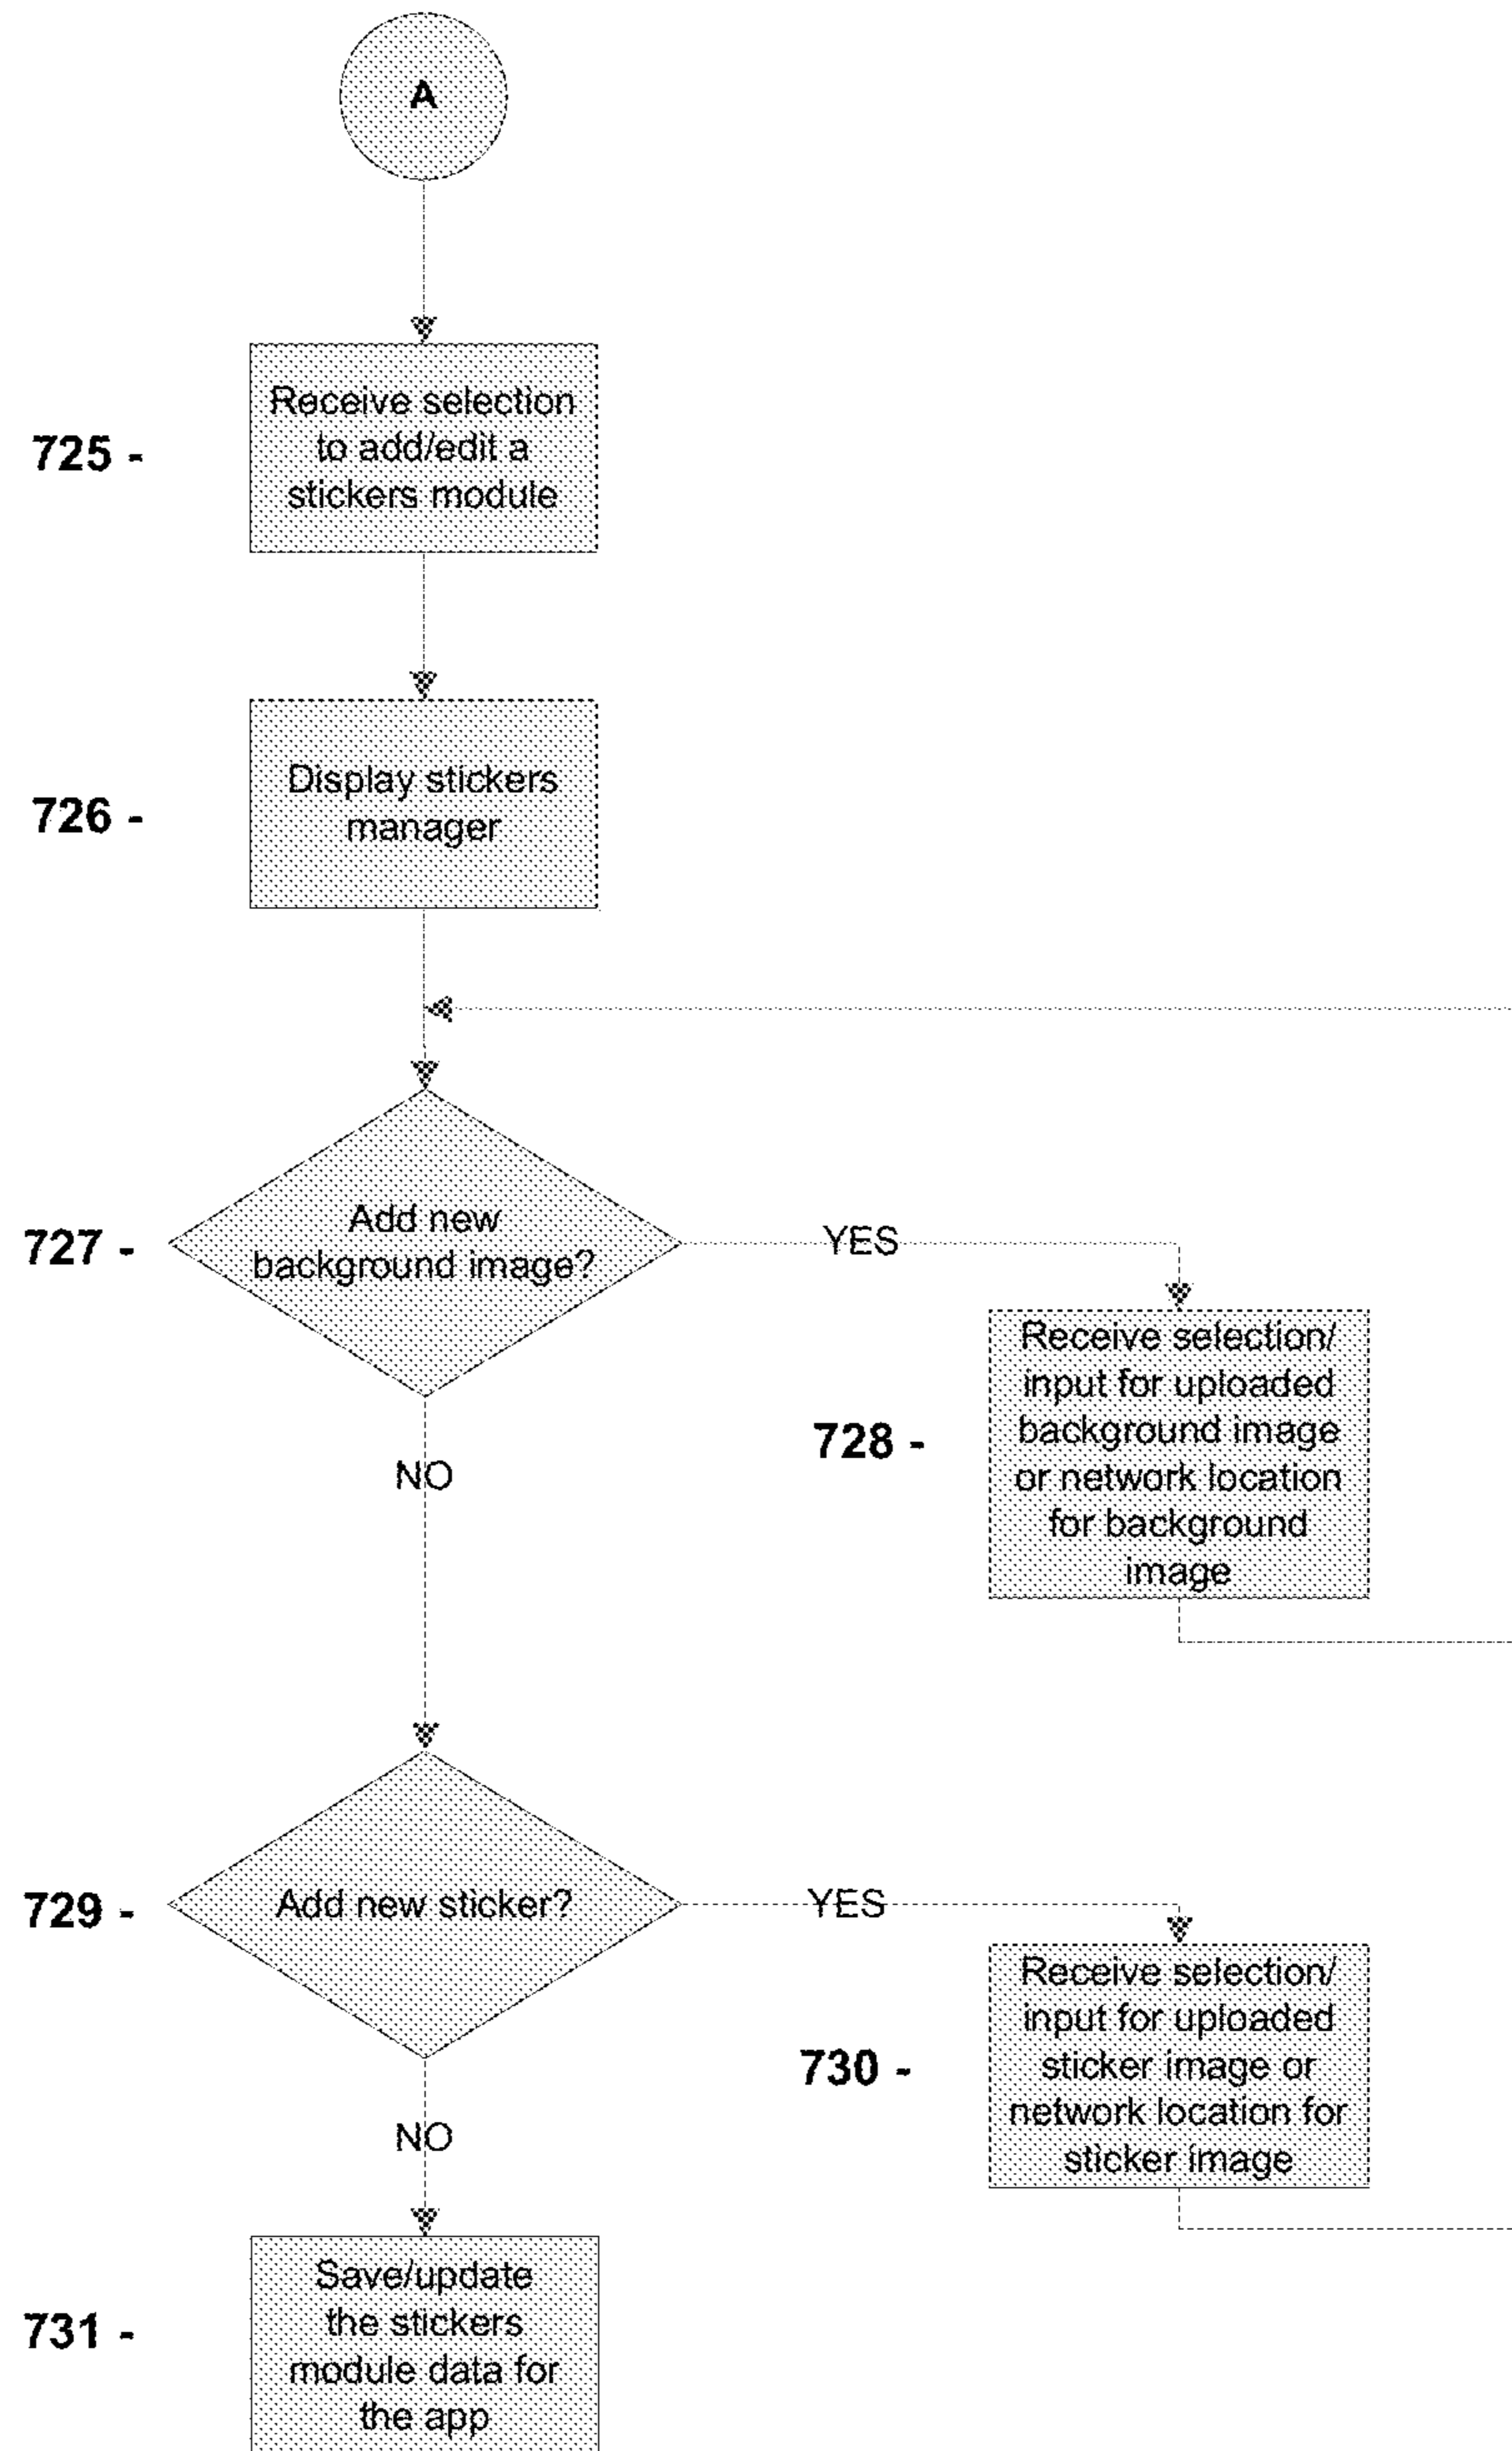 A
725 -
Receive selection
to add/edit a
stickers module
726 -
Display stickers
manager
727 -
Add new
background image?
YES
728 -
Receive selection/
input for uploaded
background image
or network location
for background
image
NO
729 -
Add new sticker?
YES
730 -
Receive selection/
input for uploaded
sticker image or
network location for
sticker image
NO
731 -
Save/update
the stickers
module data for
the app